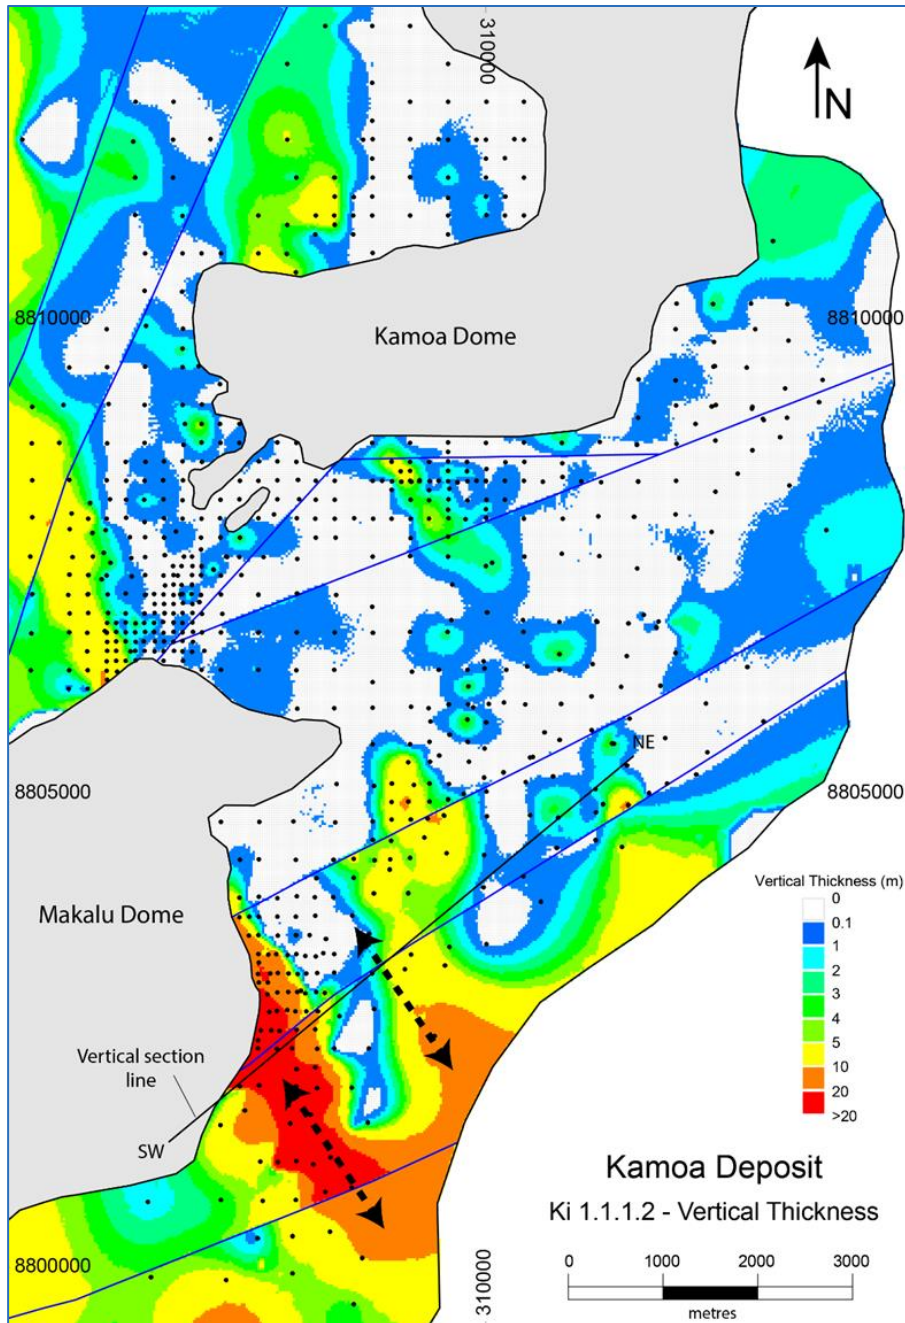 310000
N
8810000
8810000
Kamoa Dome
NE
8805000
8805000
Vertical Thickness (m)
0
0.1
1
2
3
4
5
10
20
>20
Makalu Dome
Vertical section
line
SW
Kamoa Deposit
Ki 1.1.1.2 - Vertical Thickness
8800000
310000
0 1000 2000 3000
metres